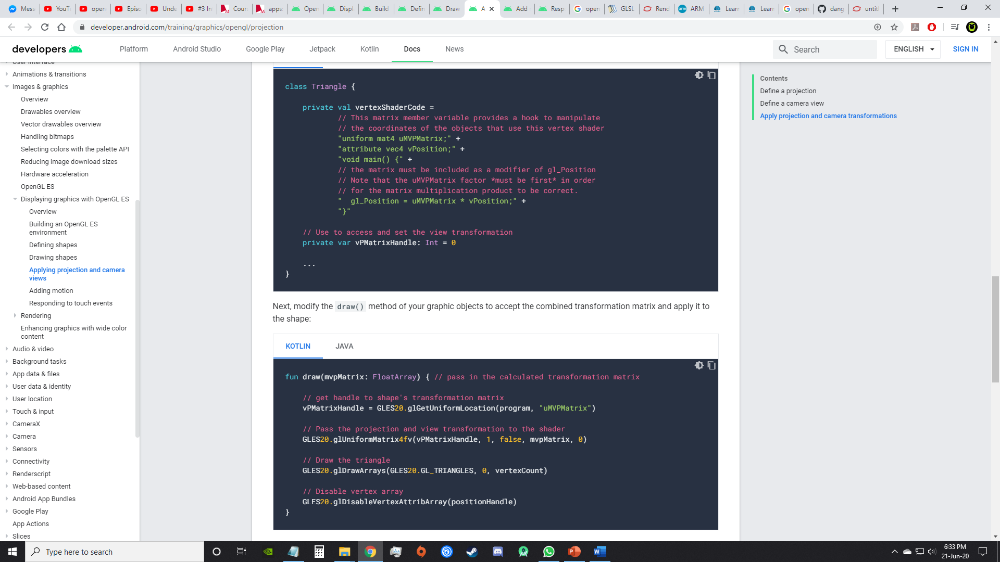 Mess
YouTu
open
Episo
Unde
#3 In
Cours
apps.
Open
Displa
Build
Defin
Draw
A
Add
Resp
open
GLSL
Rend
ARM
Learn
Learn
open
dang
untitl
developer.android.com/training/graphics/opengl/projection
developers
Platform
Android Studio
Google Play
Jetpack
Kotlin
Docs
News
Search
ENGLISH
SIGN IN
User interface
Animations & transitions
Images & graphics
Overview
Drawables overview
Vector drawables overview
Handling bitmaps
Selecting colors with the palette API
Reducing image download sizes
Hardware acceleration
OpenGL ES
Displaying graphics with OpenGL ES
Overview
Building an OpenGL ES
environment
Defining shapes
Drawing shapes
Applying projection and camera
views
Adding motion
Responding to touch events
Rendering
Enhancing graphics with wide color
content
Audio & video
Background tasks
App data & files
User data & identity
User location
Touch & input
CameraX
Camera
Sensors
Connectivity
Renderscript
Web-based content
Android App Bundles
Google Play
App Actions
Slices
class Triangle {
private val vertexShaderCode =
// This matrix member variable provides a hook to manipulate
// the coordinates of the objects that use this vertex shader
"uniform mat4 uMVPMatrix;" +
"attribute vec4 vPosition;" +
"void main() {" +
// the matrix must be included as a modifier of gl_Position
// Note that the uMVPMatrix factor *must be first* in order
// for the matrix multiplication product to be correct.
"  gl_Position = uMVPMatrix * vPosition;" +
"}"
// Use to access and set the view transformation
private var vPMatrixHandle: Int = 0
...
}
Next, modify the draw() method of your graphic objects to accept the combined transformation matrix and apply it to
the shape:
KOTLIN
JAVA
fun draw(mvpMatrix: FloatArray) { // pass in the calculated transformation matrix
// get handle to shape's transformation matrix
vPMatrixHandle = GLES20.glGetUniformLocation(program, "uMVPMatrix")
// Pass the projection and view transformation to the shader
GLES20.glUniformMatrix4fv(vPMatrixHandle, 1, false, mvpMatrix, 0)
// Draw the triangle
GLES20.glDrawArrays(GLES20.GL_TRIANGLES, 0, vertexCount)
// Disable vertex array
GLES20.glDisableVertexAttribArray(positionHandle)
}
Contents
Define a projection
Define a camera view
Apply projection and camera transformations
Type here to search
6:33 PM
21-Jun-20